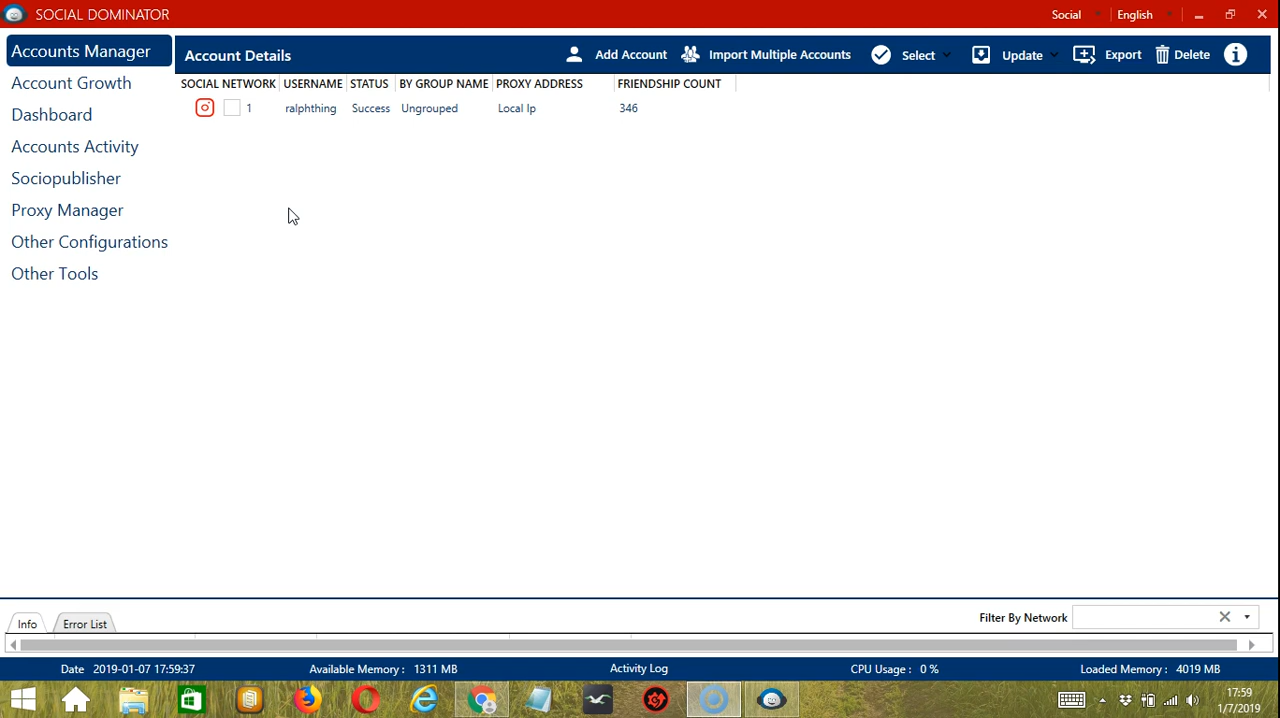 SOCIAL DOMINATOR Social English
Accounts Manager
Account Growth
Dashboard
Accounts Activity
Sociopublisher
Proxy Manager
Other Configurations
Other Tools
Account Details Add Account Import Multiple Accounts Select Update Export Delete
SOCIAL NETWORK USERNAME STATUS BY GROUP NAME PROXY ADDRESS FRIENDSHIP COUNT
1 ralphthing Success Ungrouped Local Ip 346
Info Error List Filter By Network
Date 2019-01-07 17:59:37 Available Memory : 1311 MB Activity Log CPU Usage : 0 % Loaded Memory : 4019 MB
17:59
1/7/2019